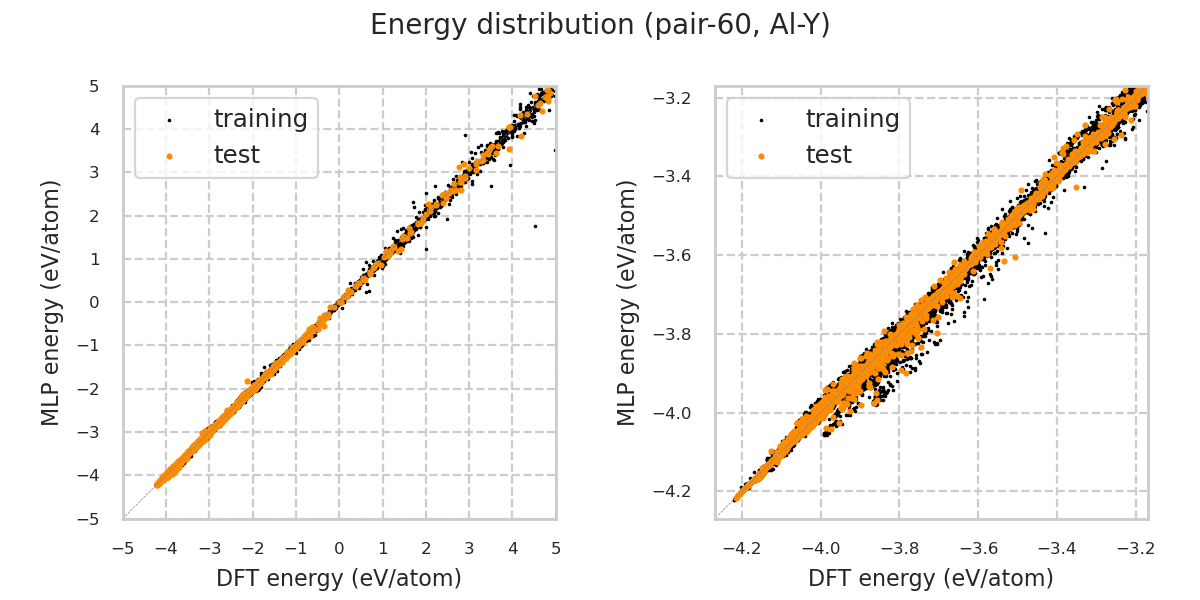 Energy distribution (pair-60, Al-Y)
MLP energy (eV/atom)
5
4
3
2
1
0
−1
−2
−3
−4
−5
training
test
−5 −4 −3 −2 −1 0 1 2 3 4 5
DFT energy (eV/atom)
MLP energy (eV/atom)
−3.2
−3.4
−3.6
−3.8
−4.0
−4.2
training
test
−4.2 −4.0 −3.8 −3.6 −3.4 −3.2
DFT energy (eV/atom)